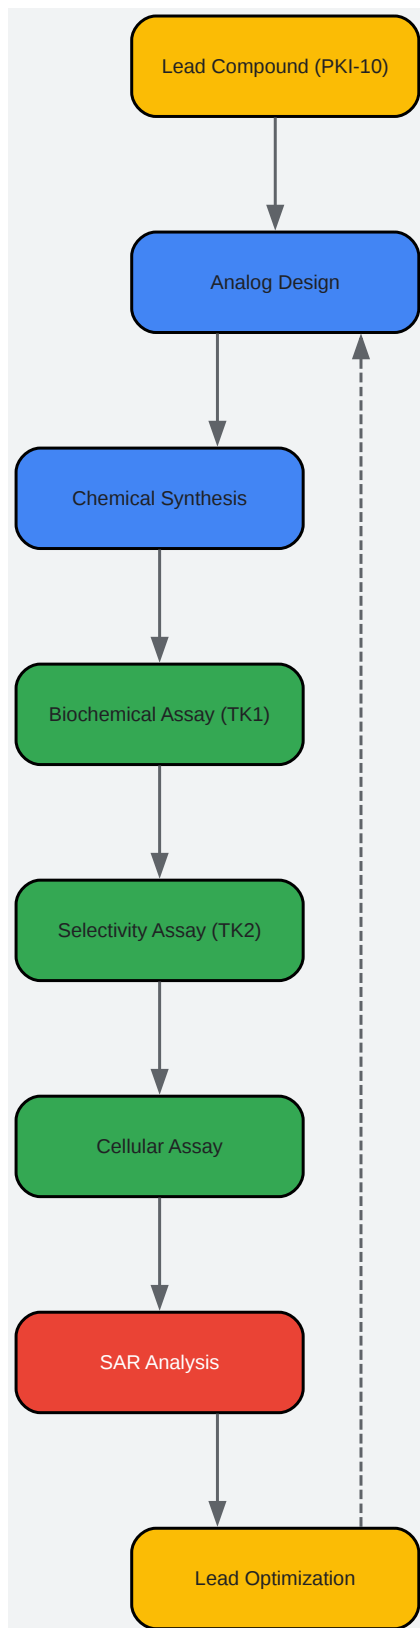 Lead Compound (PKI-10)
Analog Design
Chemical Synthesis
Biochemical Assay (TK1)
Selectivity Assay (TK2)
Cellular Assay
SAR Analysis
Lead Optimization